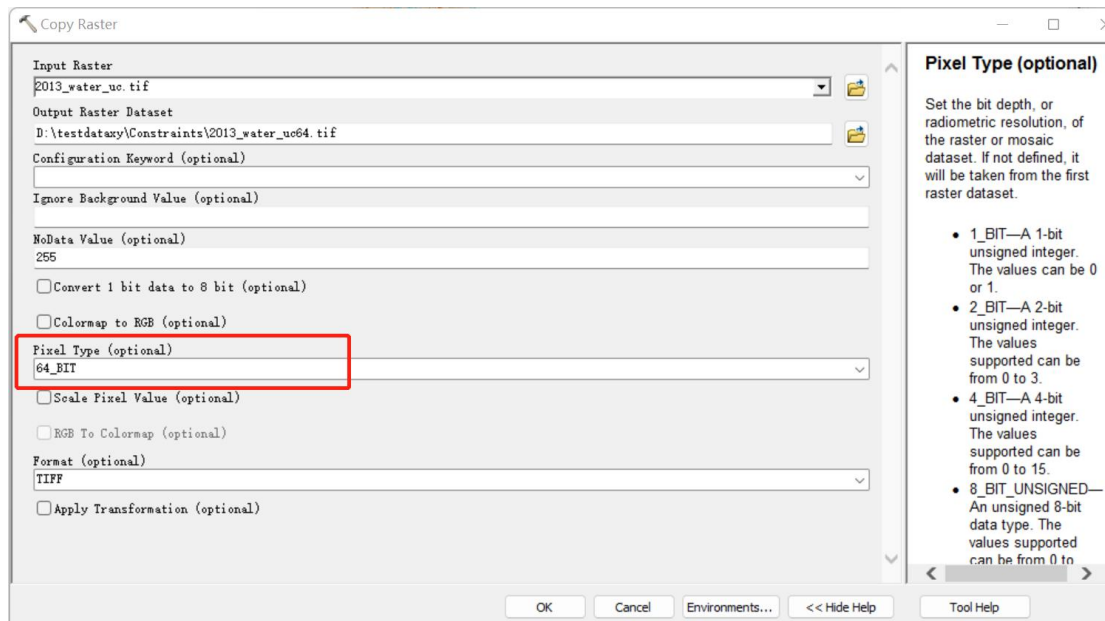 Copy Raster
Input Raster
2013_water_uc.tif
Output Raster Dataset
D:\testdataxy\Constraints\2013_water_uc64.tif
Configuration Keyword (optional)
Ignore Background Value (optional)
NoData Value (optional)
255
Convert 1 bit data to 8 bit (optional)
Colormap to RGB (optional)
Pixel Type (optional)
64_BIT
Scale Pixel Value (optional)
RGB To Colormap (optional)
Format (optional)
TIFF
Apply Transformation (optional)
Pixel Type (optional)
Set the bit depth, or
radiometric resolution, of
the raster or mosaic
dataset. If not defined, it
will be taken from the first
raster dataset.
• 1_BIT—A 1-bit
unsigned integer.
The values can be 0
or 1.
• 2_BIT—A 2-bit
unsigned integer.
The values
supported can be
from 0 to 3.
• 4_BIT—A 4-bit
unsigned integer.
The values
supported can be
from 0 to 15.
• 8_BIT_UNSIGNED—
An unsigned 8-bit
data type. The
values supported
can be from 0 to
OK
Cancel
Environments...
<< Hide Help
Tool Help